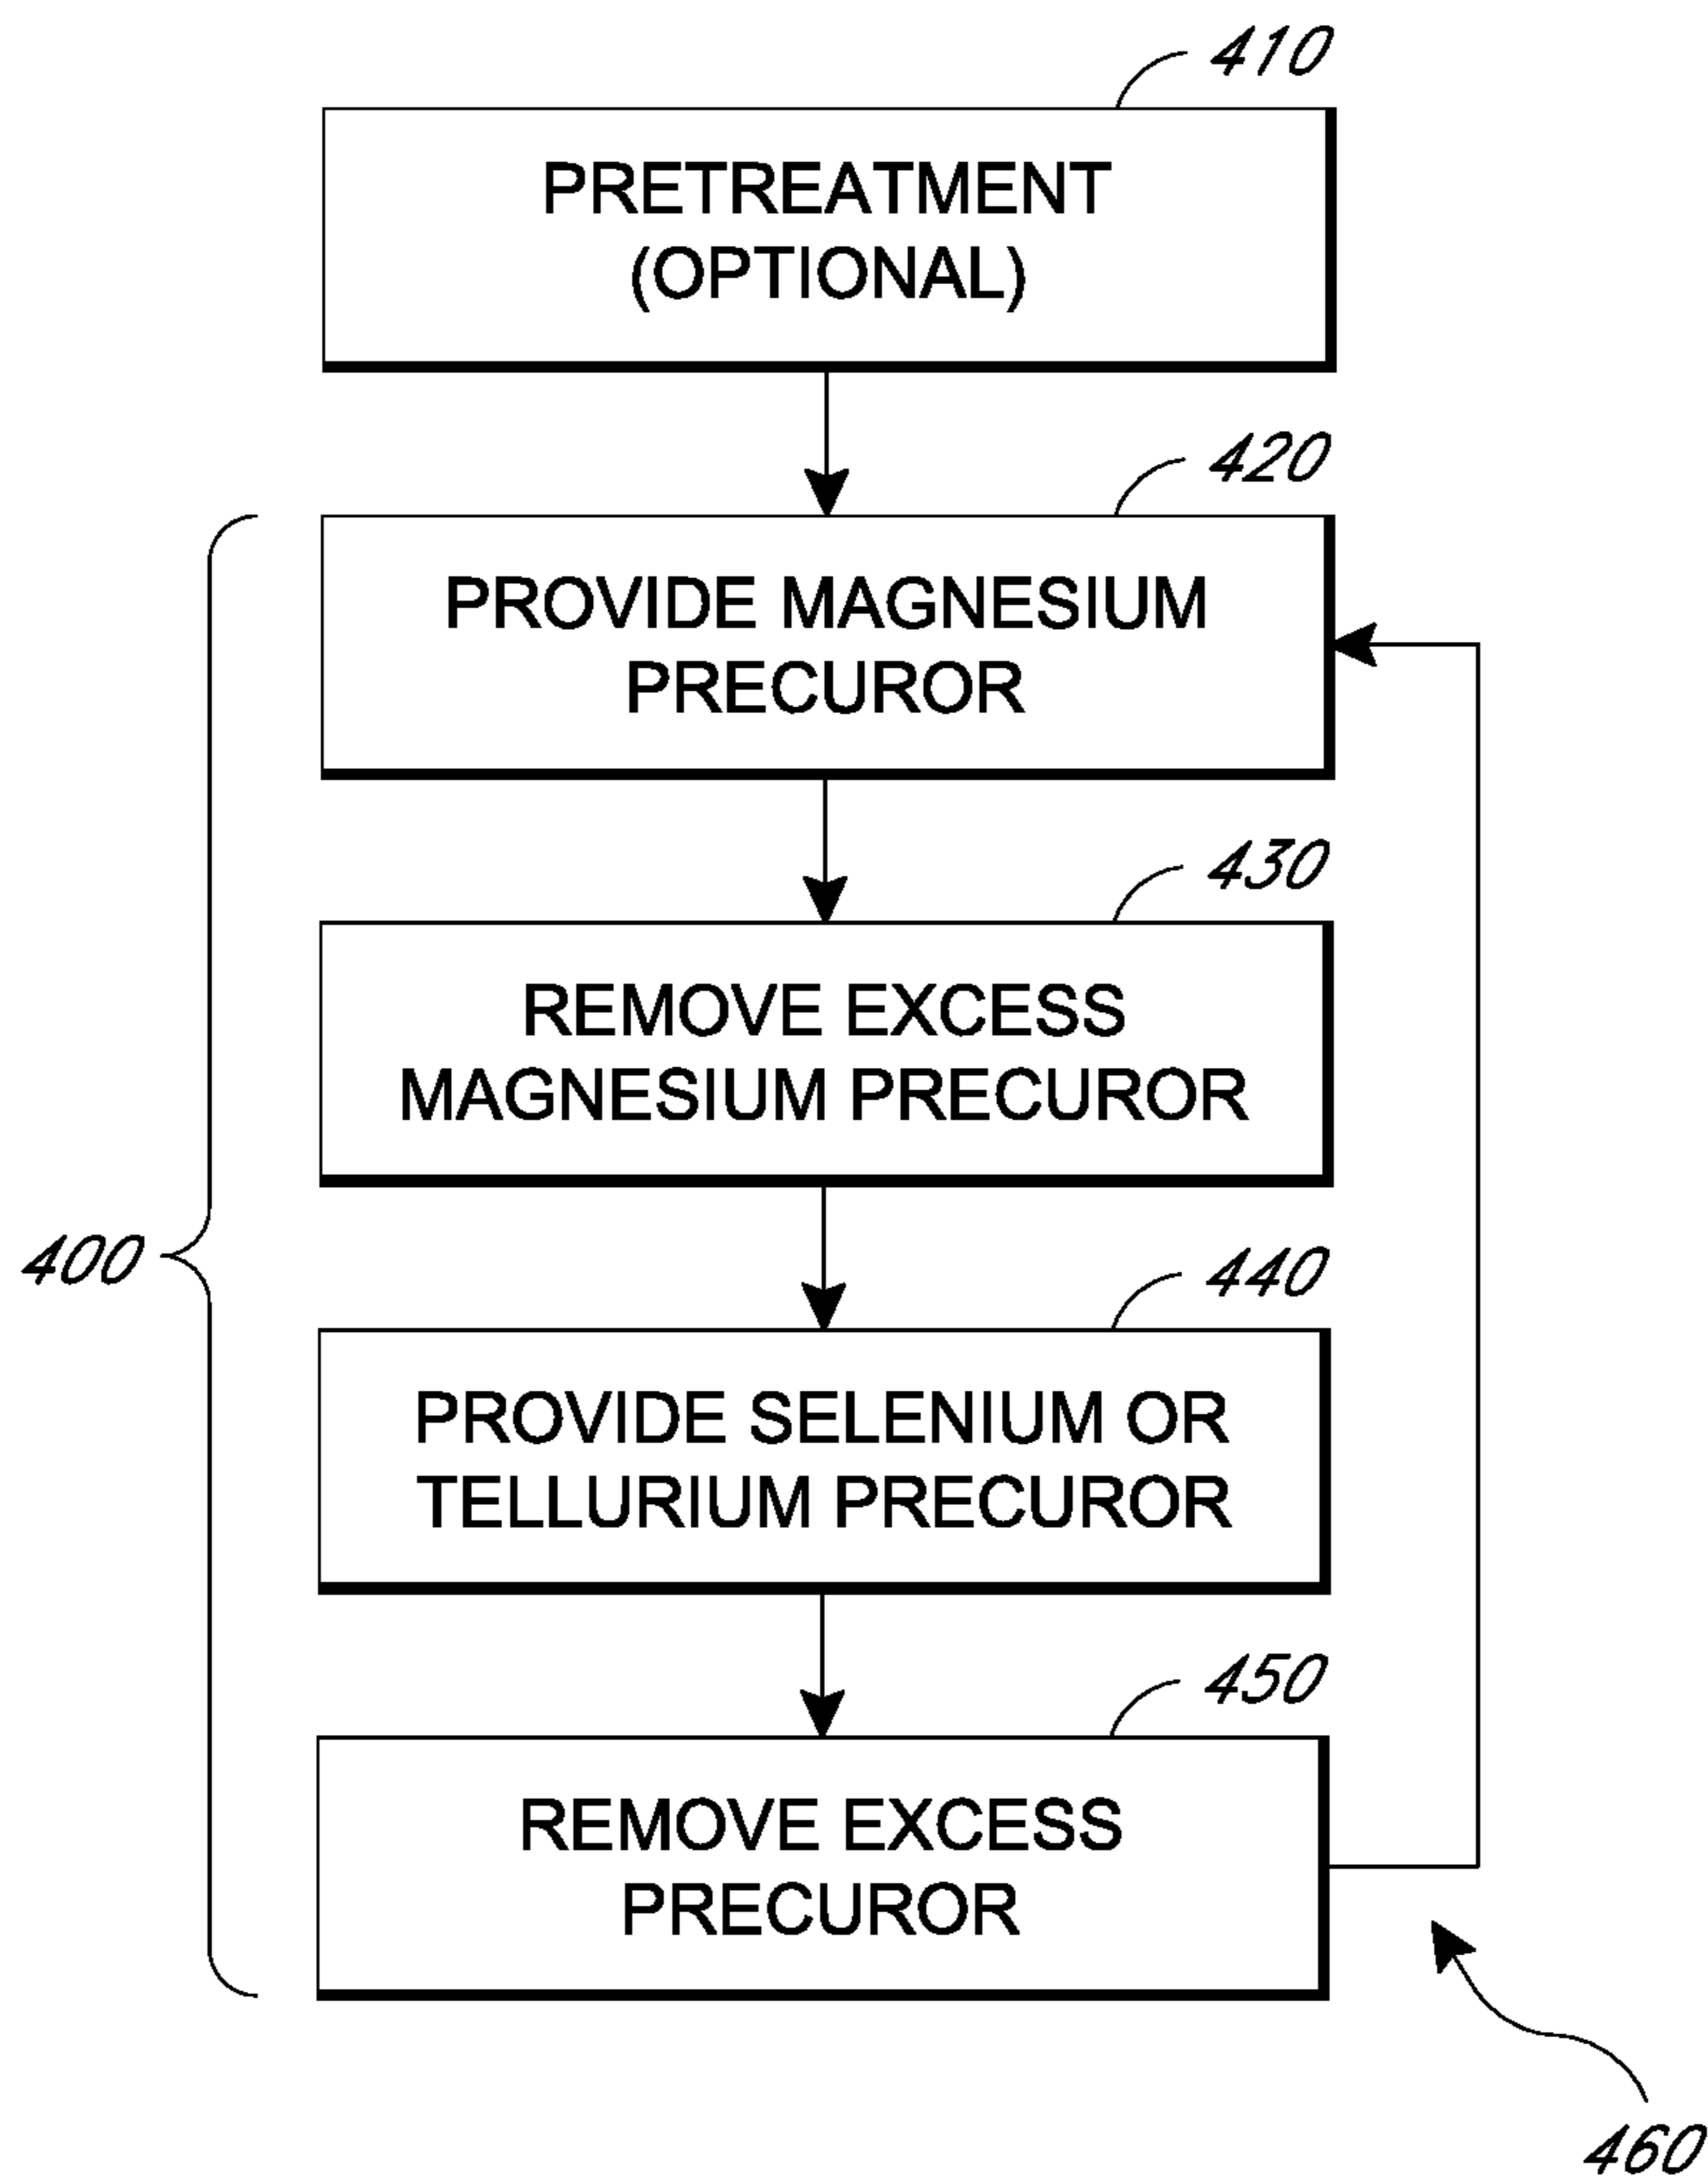 410
PRETREATMENT
(OPTIONAL)
420
PROVIDE MAGNESIUM
PRECUROR
430
REMOVE EXCESS
MAGNESIUM PRECUROR
400
440
PROVIDE SELENIUM OR
TELLURIUM PRECUROR
450
REMOVE EXCESS
PRECUROR
460